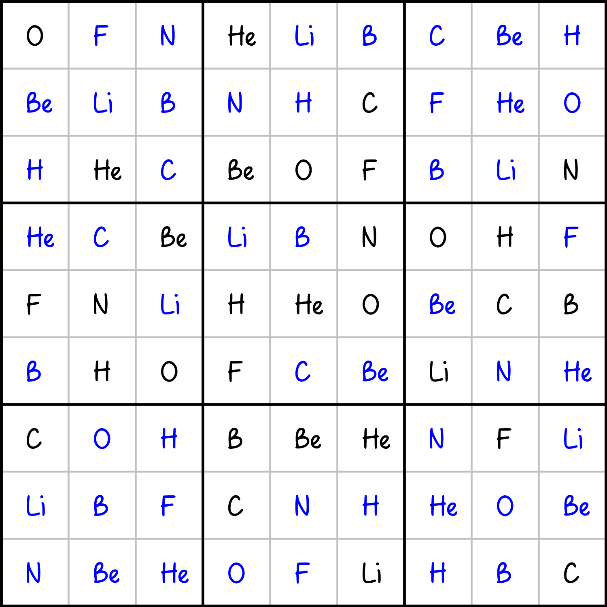 O F N He Li B C Be H
Be Li B N H C F He O
H He C Be O F B Li N
He C Be Li B N O H F
F N Li H He O Be C B
B H O F C Be Li N He
C O H B Be He N F Li
Li B F C N H He O Be
N Be He O F Li H B C